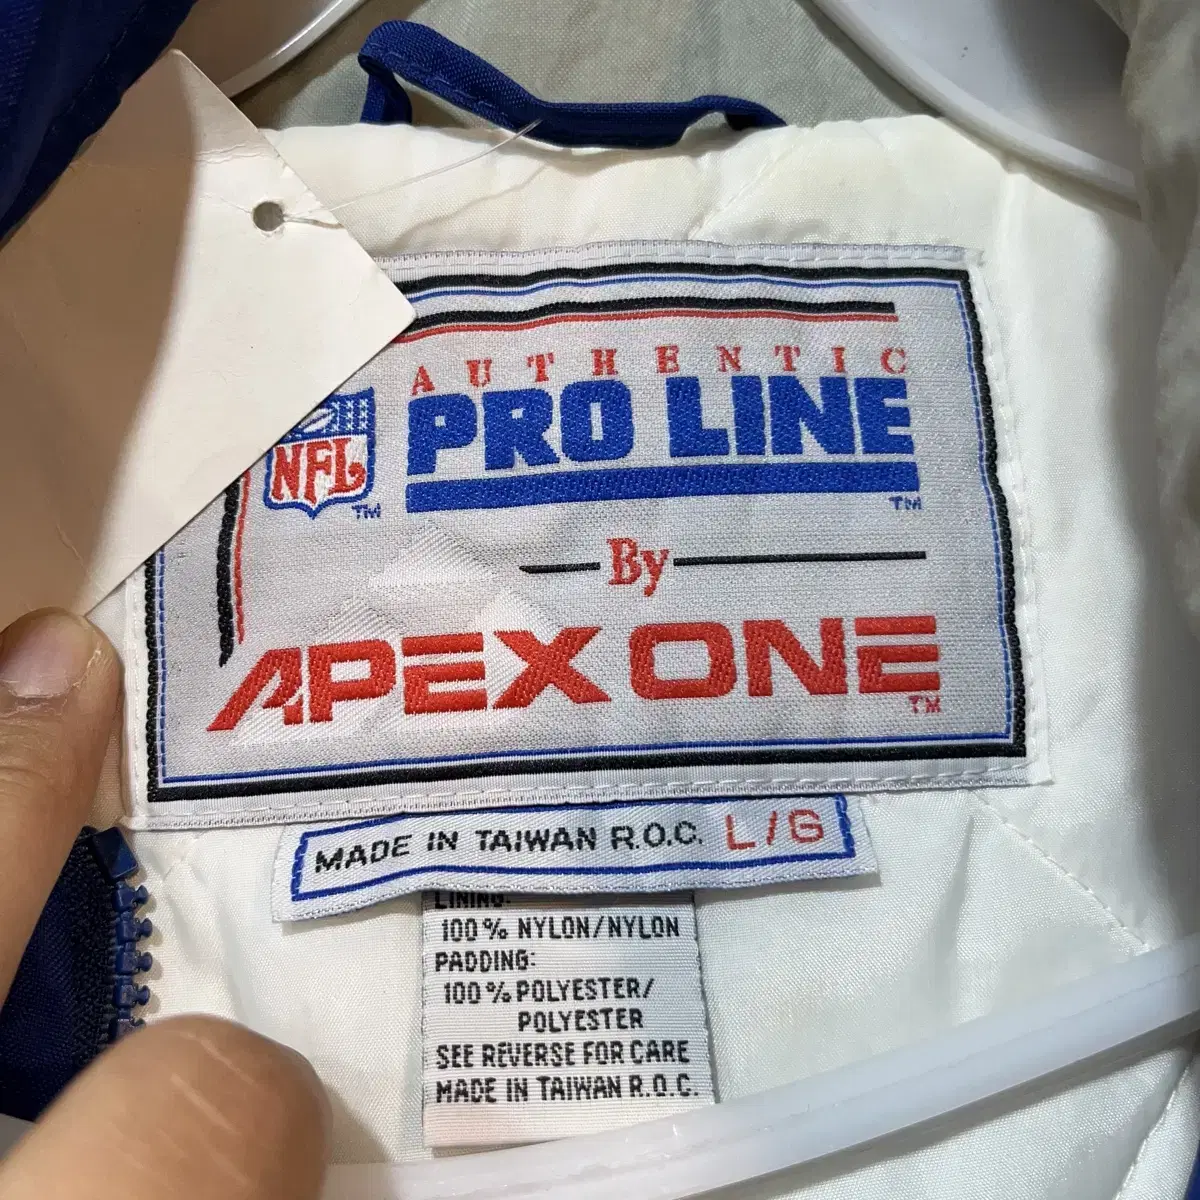 AUTHENTIC
NFL
PRO LINE
TM
TM
By
APEX ONE
TM
MADE IN TAIWAN R.O.C. L/G
LINING:
100% NYLON/NYLON
PADDING:
100% POLYESTER/
POLYESTER
SEE REVERSE FOR CARE
MADE IN TAIWAN R.O.C.